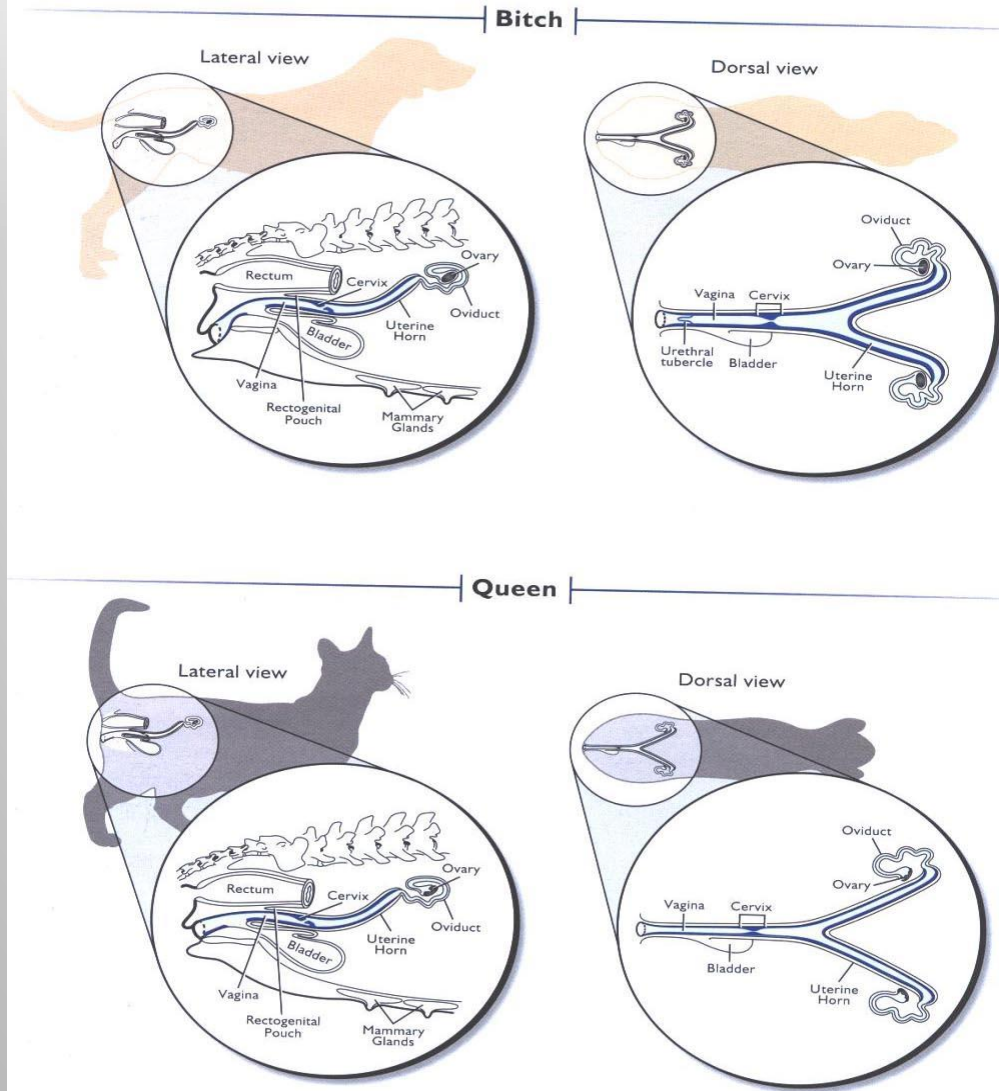 Bitch
Lateral view
Dorsal view
Rectum
Cervix
Ovary
Oviduct
Uterine
Horn
Bladder
Vagina
Rectogenital
Pouch
Mammary
Glands
Oviduct
Ovary
Vagina
Cervix
Urethral
tubercle
Bladder
Uterine
Horn
Queen
Lateral view
Dorsal view
Rectum
Cervix
Ovary
Oviduct
Uterine
Horn
Bladder
Vagina
Rectogenital
Pouch
Mammary
Glands
Oviduct
Ovary
Vagina
Cervix
Bladder
Uterine
Horn